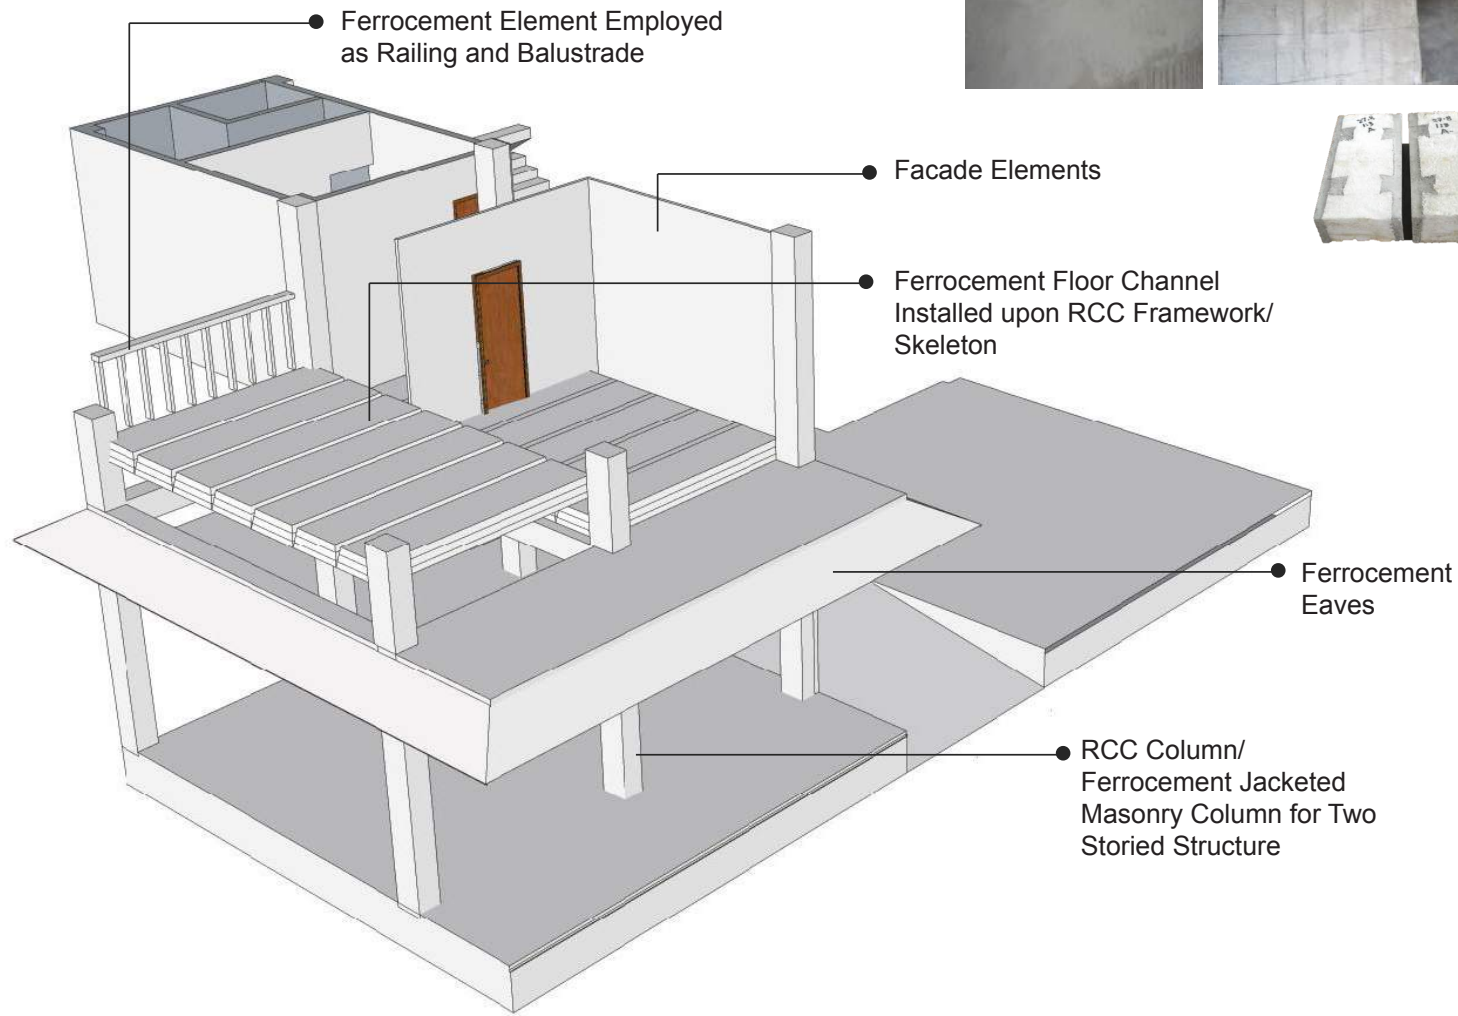 Ferrocement Element Employed
as Railing and Balustrade
Facade Elements
Ferrocement Floor Channel
Installed upon RCC Framework/
Skeleton
Ferrocement
Eaves
RCC Column/
Ferrocement Jacketed
Masonry Column for Two
Storied Structure